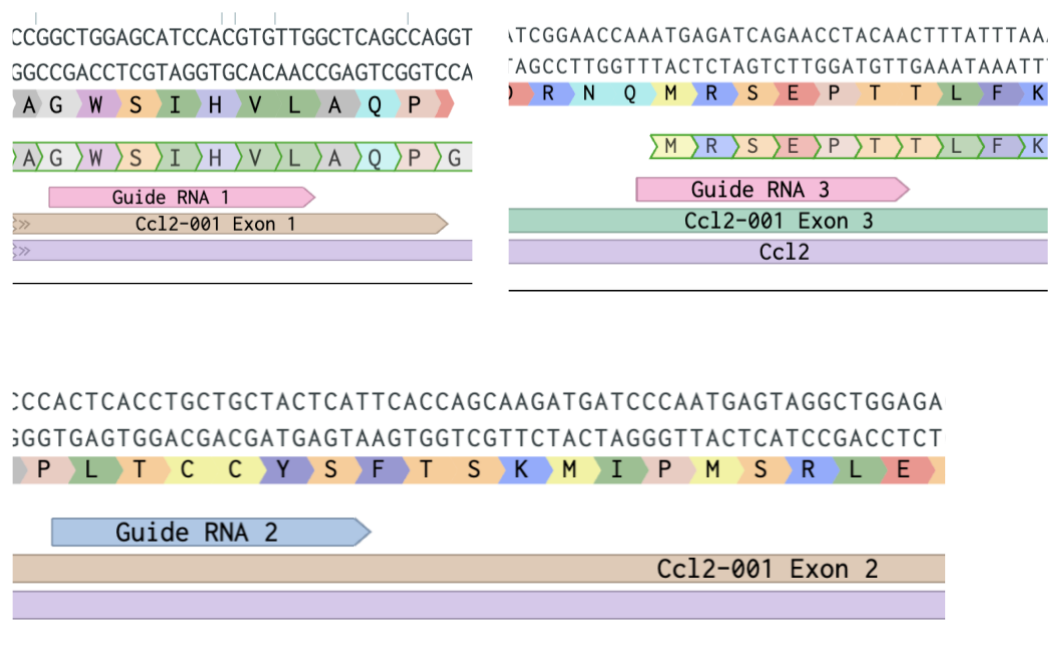 CCGGCTGGAGCATCCACGTGTTGGCTCAGCCAGGT
GGCCGACCTCGTAGGTGCACAACCGAGTCGGTCCA
A G W S I H V L A Q P
A G W S I H V L A Q P G
Guide RNA 1
Ccl2-001 Exon 1
ATCGGAACCAAATGAGATCAGAACCTACAACTTTATTTAA
TAGCCTTGGTTTACTCTAGTCTTGGATGTTGAAATAAATT
D R N Q M R S E P T T L F K
M R S E P T T L F K
Guide RNA 3
Ccl2-001 Exon 3
Ccl2
CCCACTCACCTGCTGCTACTCATTCACCAGCAAGATGATCCCAATGAGTAGGCTGGAGA
GGGTGAGTGGACGACGATGAGTAAGTGGTCGTTCTACTAGGGTTACTCATCCGACCTCT
P L T C C Y S F T S K M I P M S R L E
Guide RNA 2
Ccl2-001 Exon 2